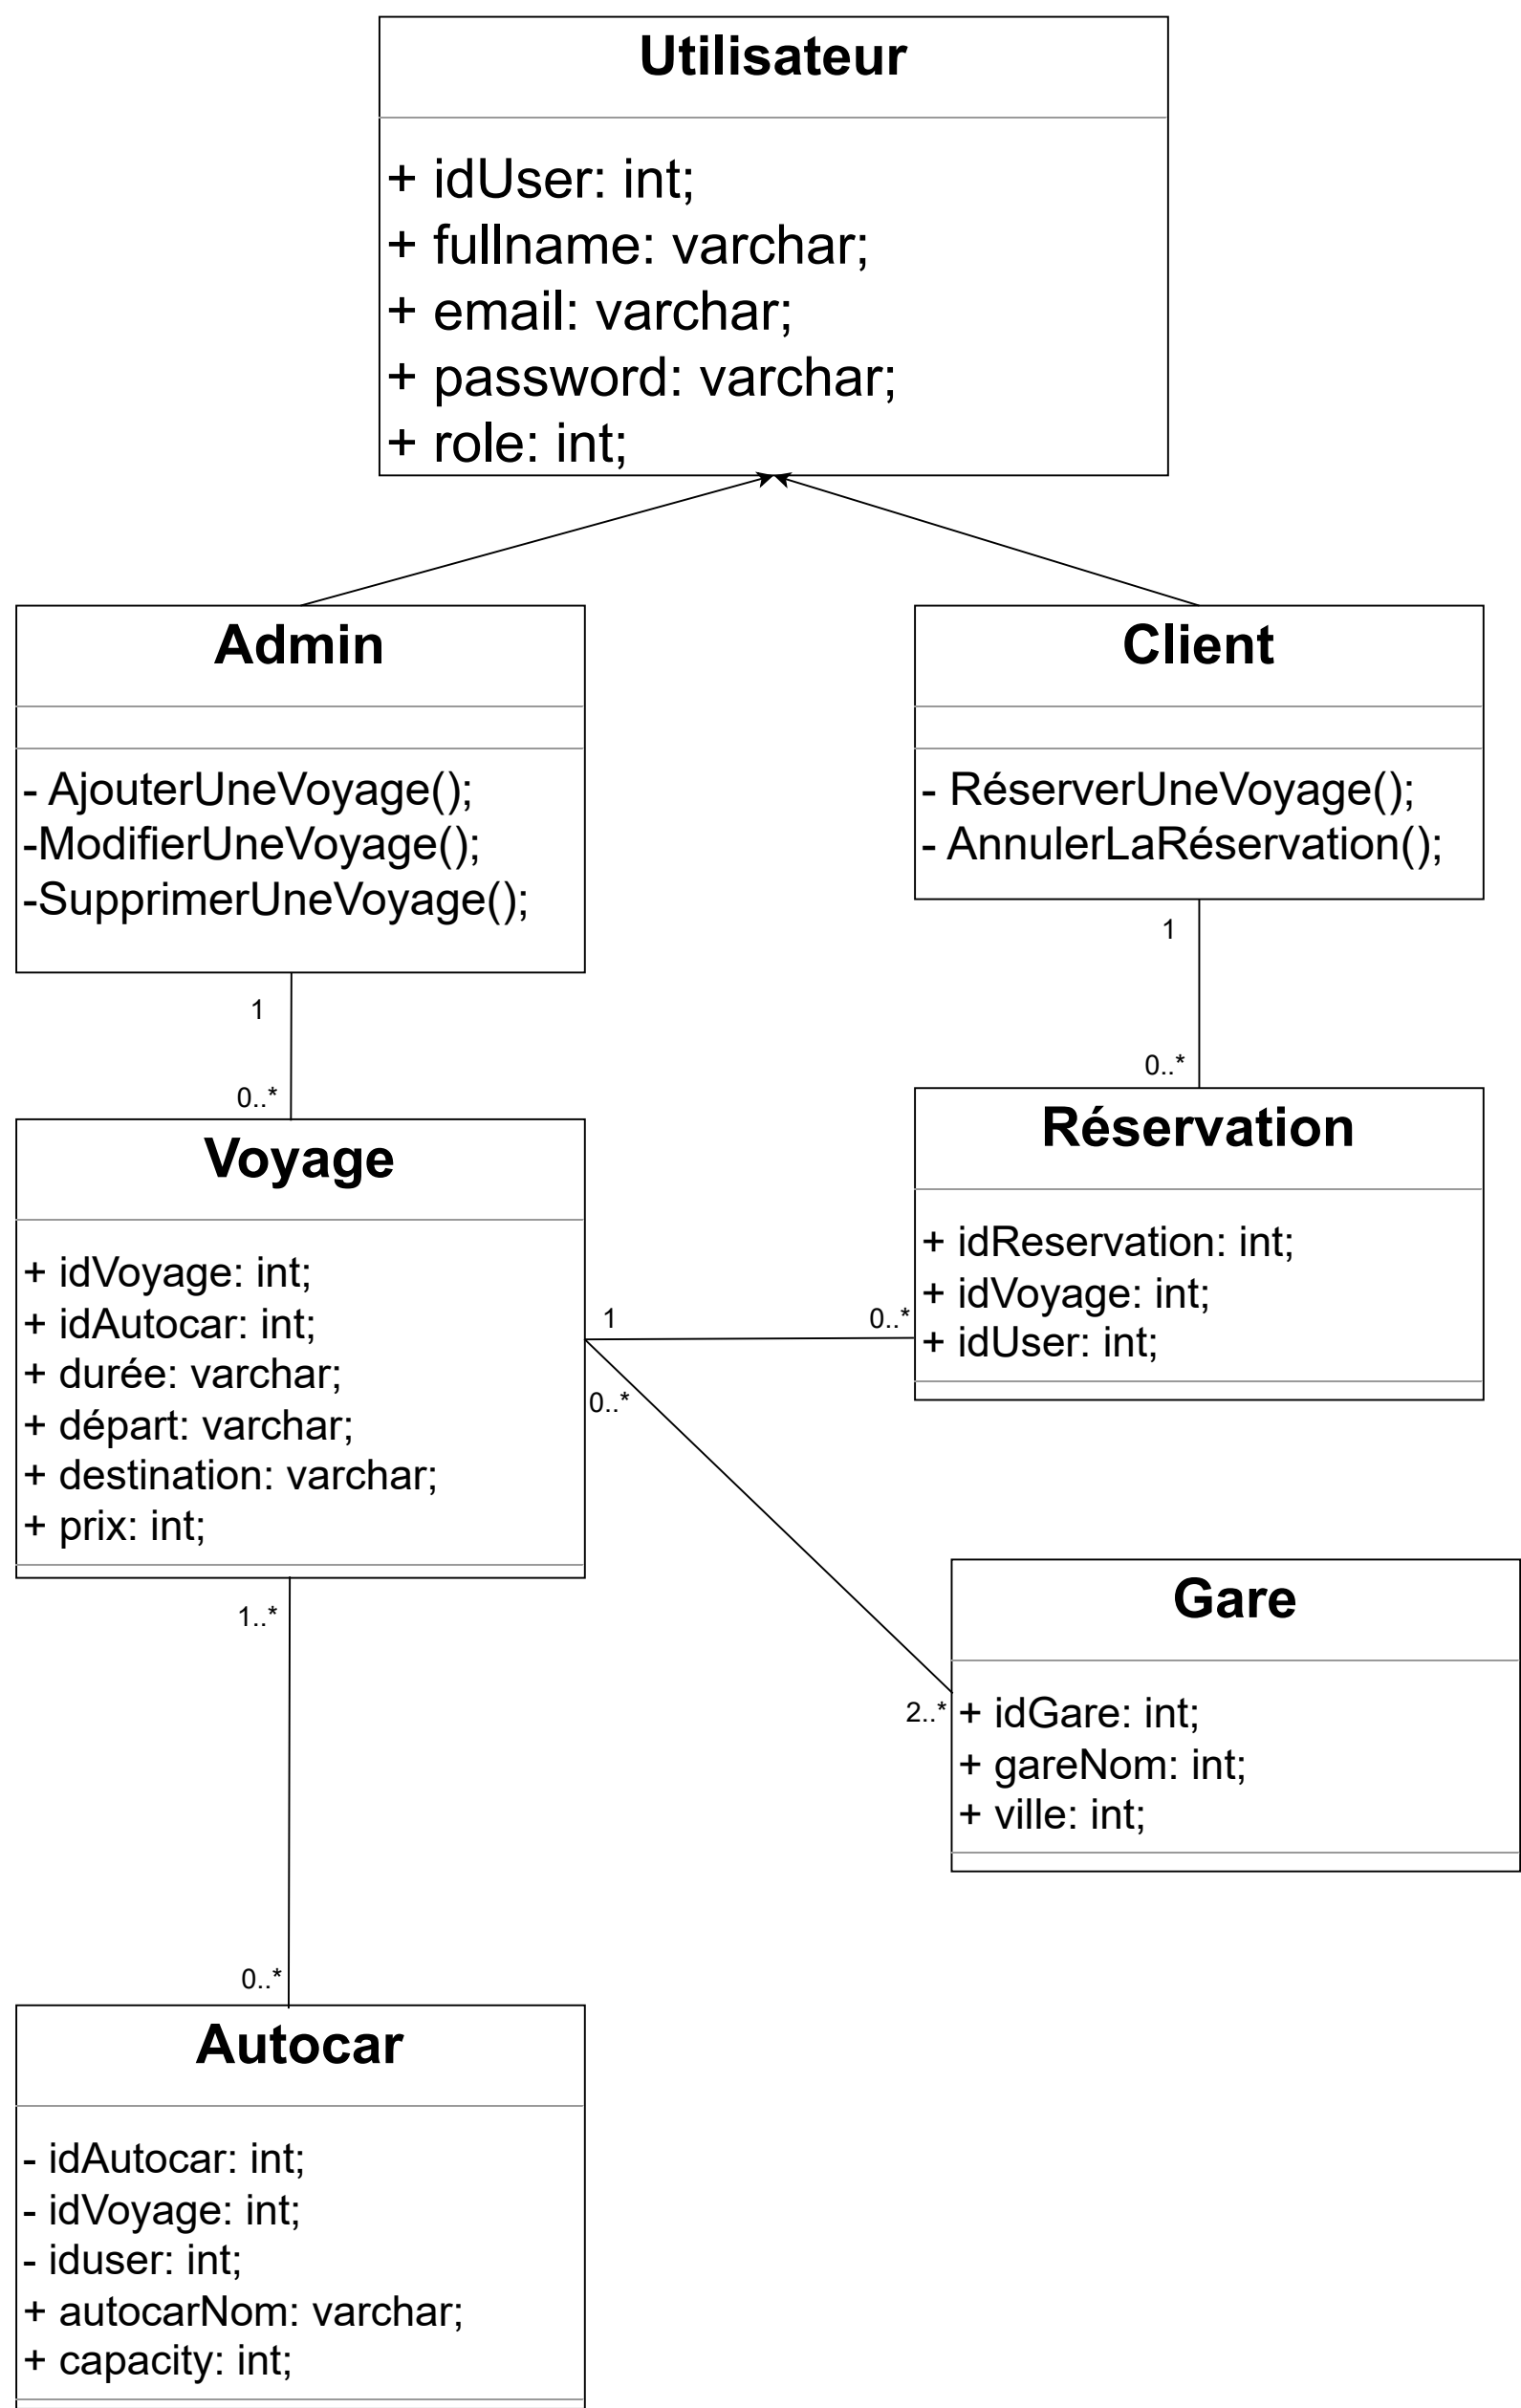 Utilisateur
+ idUser: int;
+ fullname: varchar;
+ email: varchar;
+ password: varchar;
+ role: int;
Admin
- AjouterUneVoyage();
-ModifierUneVoyage();
-SupprimerUneVoyage();
Client
- RéserverUneVoyage();
- AnnulerLaRéservation();
1
0..*
1
0..*
Voyage
+ idVoyage: int;
+ idAutocar: int;
+ durée: varchar;
+ départ: varchar;
+ destination: varchar;
+ prix: int;
Réservation
+ idReservation: int;
+ idVoyage: int;
+ idUser: int;
1
0..*
0..*
2..*
Gare
+ idGare: int;
+ gareNom: int;
+ ville: int;
1..*
0..*
Autocar
- idAutocar: int;
- idVoyage: int;
- iduser: int;
+ autocarNom: varchar;
+ capacity: int;